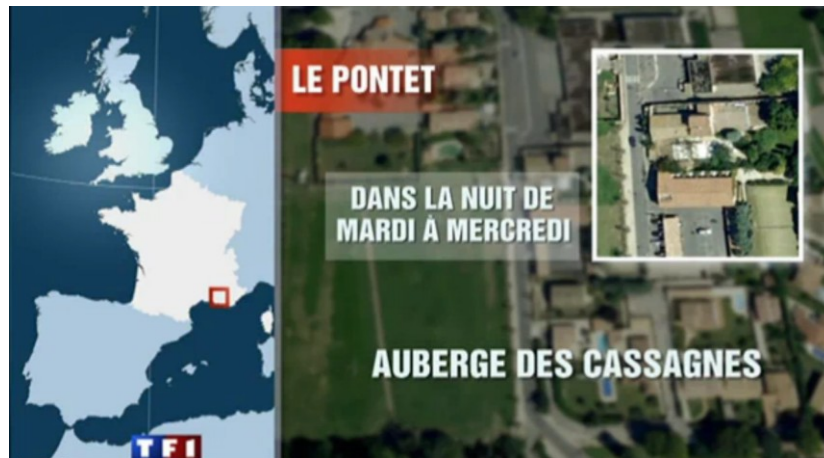 LE PONTET
DANS LA NUIT DE
MARDI À MERCREDI
AUBERGE DES CASSAGNES
TF1